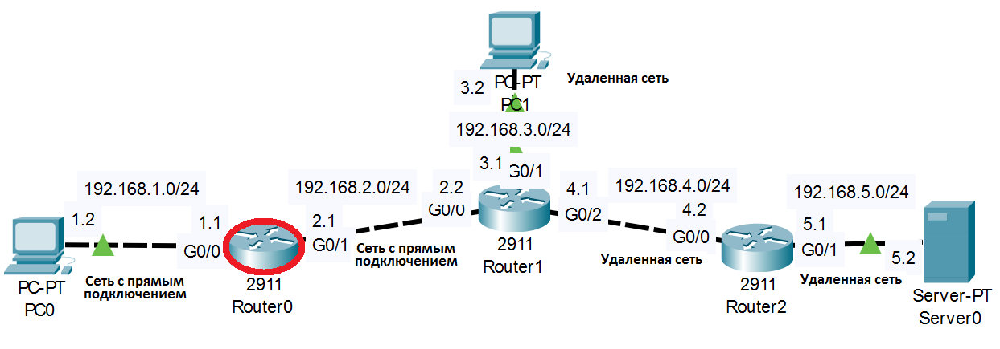 Удаленная сеть
3.2
PC-PT
PC1
192.168.3.0/24
3.1
G0/1
192.168.1.0/24
1.2
1.1
G0/0
PC-PT
PC0
Сеть с прямым
подключением
2911
Router0
192.168.2.0/24
2.1
G0/1
2.2
G0/0
Сеть с прямым
подключением
2911
Router1
4.1
G0/2
192.168.4.0/24
4.2
G0/0
Удаленная сеть
2911
Router2
192.168.5.0/24
5.1
G0/1
5.2
Удаленная сеть
Server-PT
Server0